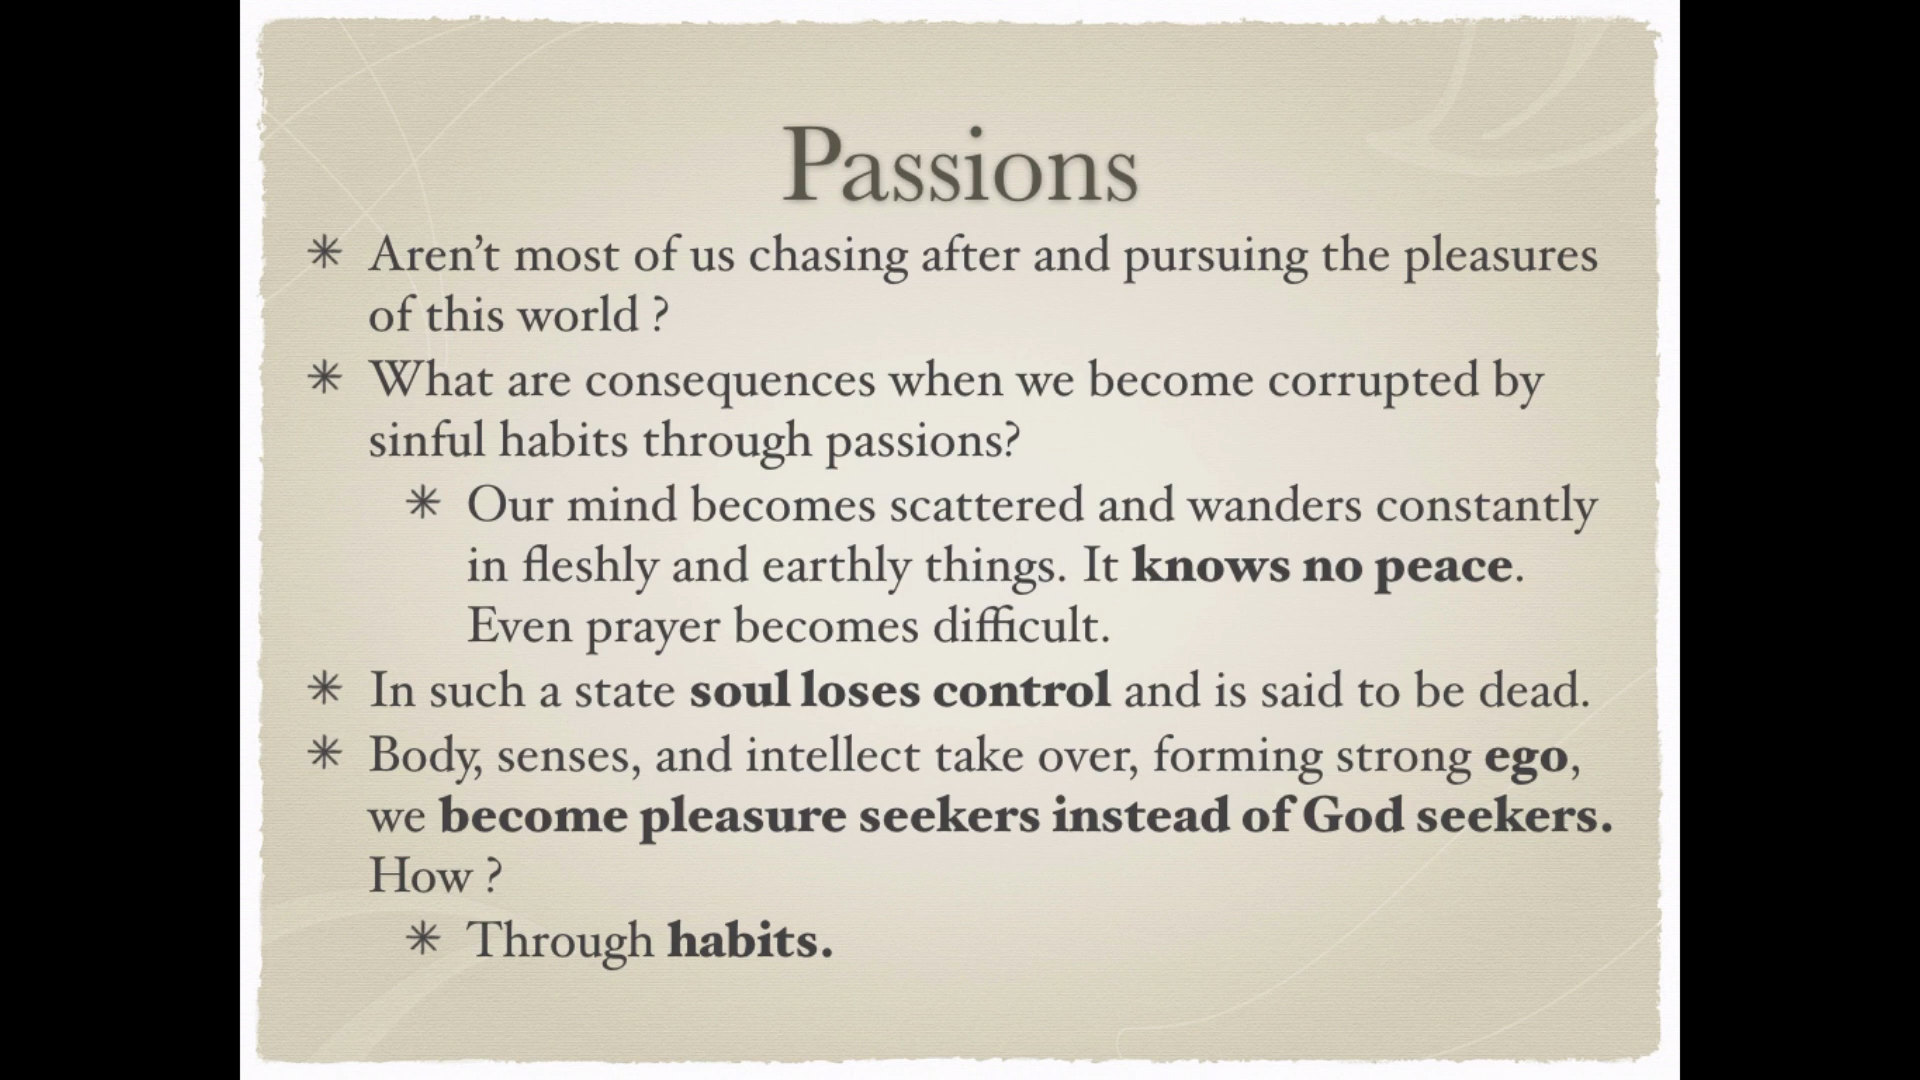 Passions
✳ Aren’t most of us chasing after and pursuing the pleasures
of this world ?
✳ What are consequences when we become corrupted by
sinful habits through passions?
✳ Our mind becomes scattered and wanders constantly
in fleshly and earthly things. It knows no peace.
Even prayer becomes difficult.
✳ In such a state soul loses control and is said to be dead.
✳ Body, senses, and intellect take over, forming strong ego,
we become pleasure seekers instead of God seekers.
How ?
✳ Through habits.